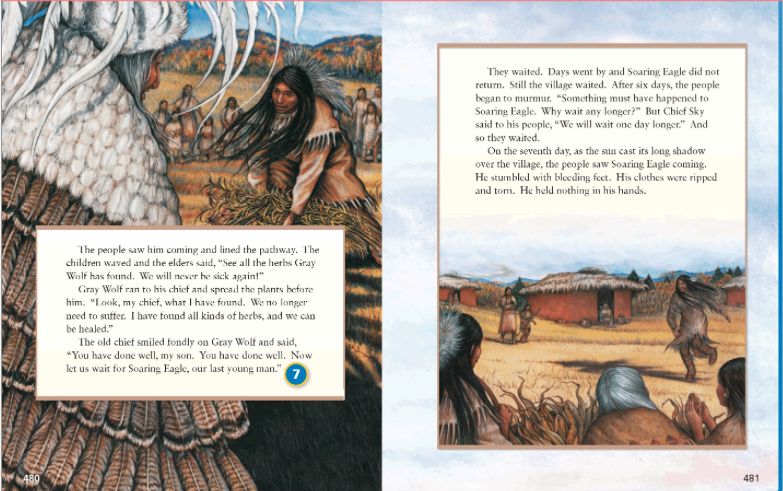 The people saw him coming and lined the pathway. The
children waved and the elders said, “See all the herbs Gray
Wolf has found. We will never be sick again!”
Gray Wolf ran to his chief and spread the plants before
him. “Look, my chief, what I have found. We no longer
need to suffer. I have found all kinds of herbs, and we can
be healed.”
The old chief smiled fondly on Gray Wolf and said,
“You have done well, my son. You have done well. Now
let us wait for Soaring Eagle, our last young man.”
7
480
They waited. Days went by and Soaring Eagle did not
return. Still the village waited. After six days, the people
began to murmur. “Something must have happened to
Soaring Eagle. Why wait any longer?” But Chief Sky
said to his people, “We will wait one day longer.” And
so they waited.
On the seventh day, as the sun cast its long shadow
over the village, the people saw Soaring Eagle coming.
He stumbled with bleeding feet. His clothes were ripped
and torn. He held nothing in his hands.
481